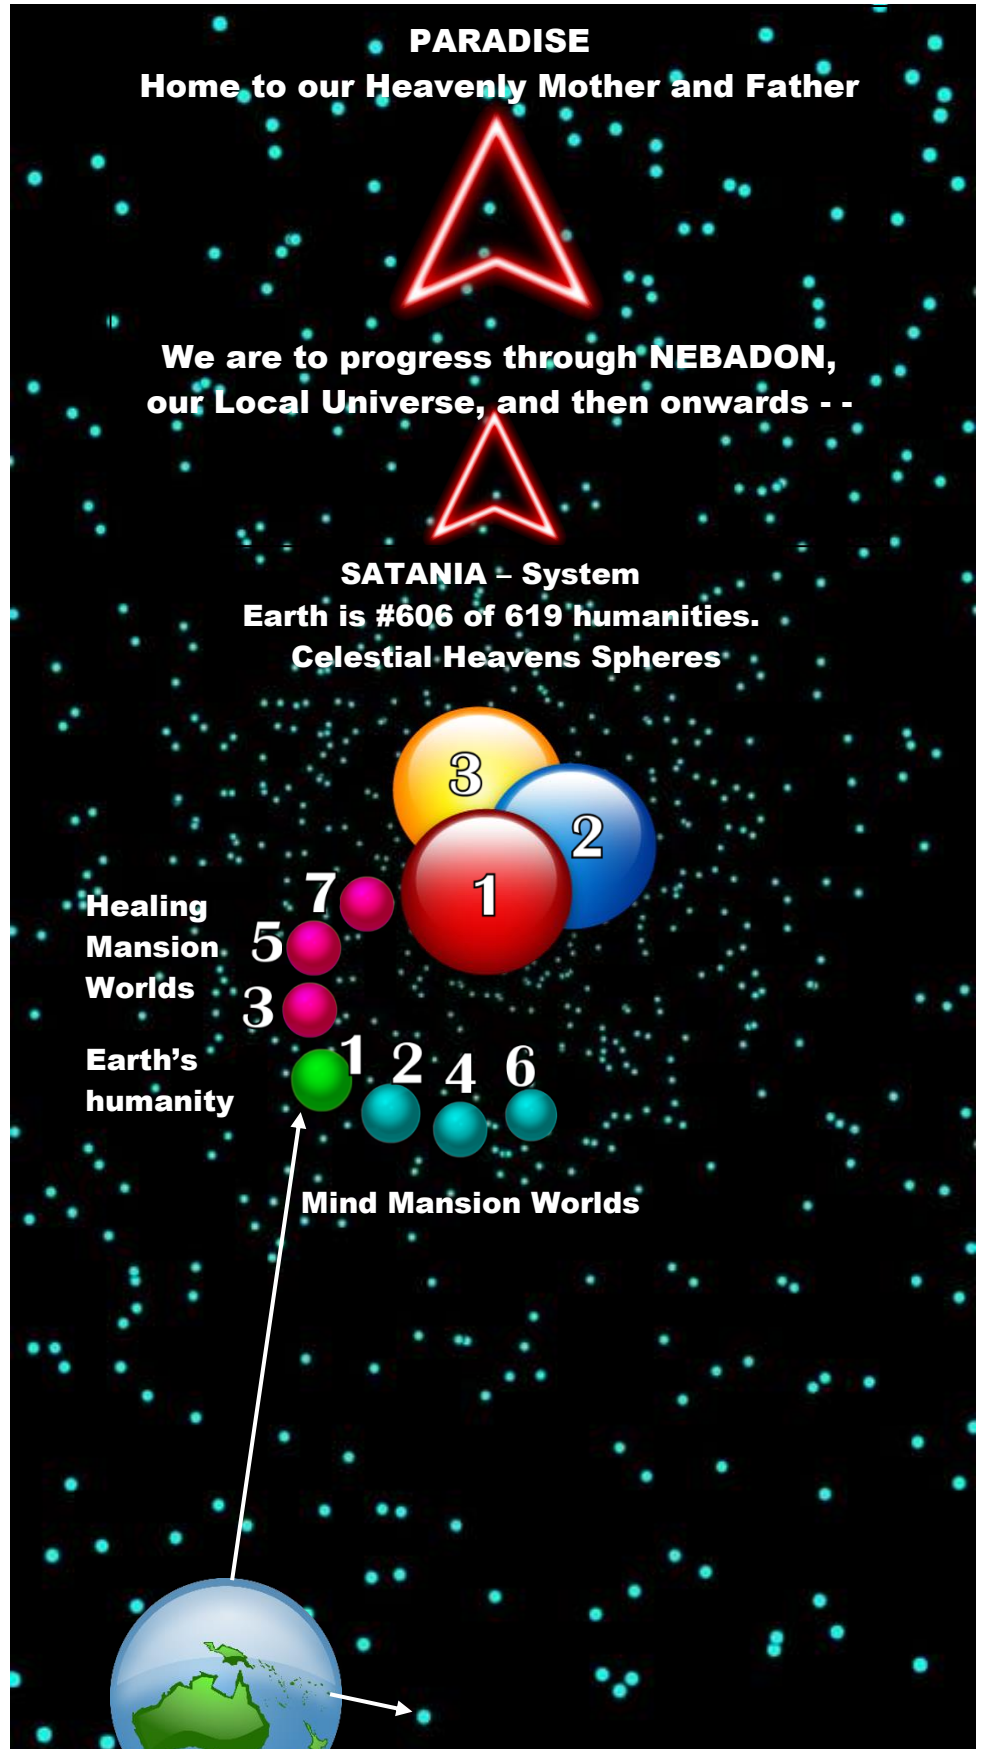 PARADISE
Home to our Heavenly Mother and Father
We are to progress through NEBADON,
our Local Universe, and then onwards - -
SATANIA – System
Earth is #606 of 619 humanities.
Celestial Heavens Spheres
3
2
1
7
Healing
5
Mansion
Worlds
3
Earth’s
1 2 4 6
humanity
Mind Mansion Worlds